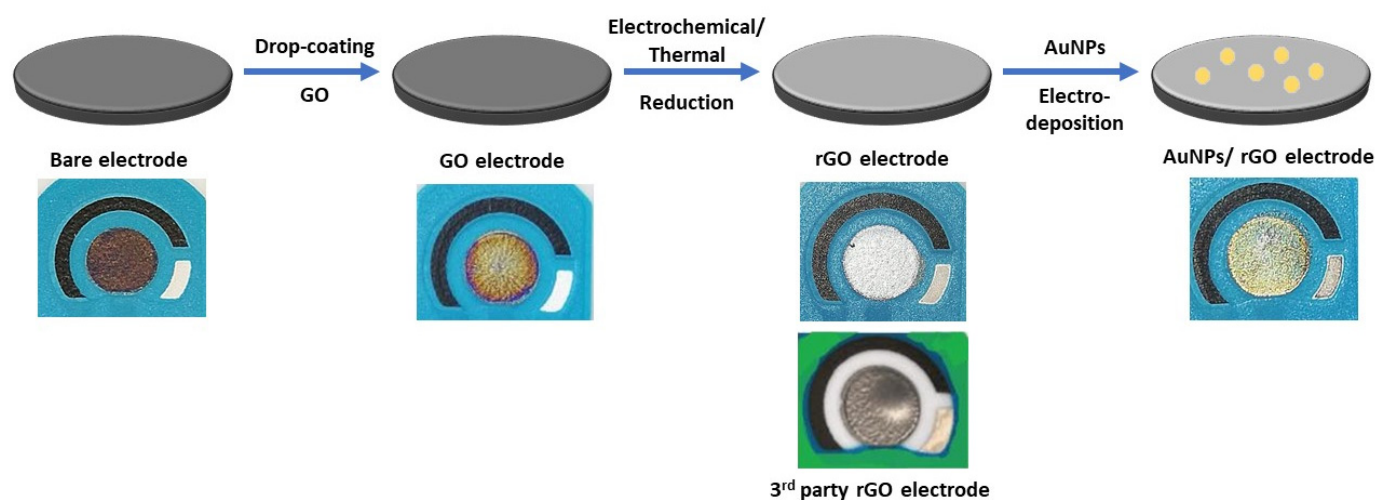 Drop-coating
GO
Electrochemical/
Thermal
Reduction
AuNPs
Electro-
deposition
Bare electrode
GO electrode
rGO electrode
AuNPs/ rGO electrode
3rd party rGO electrode